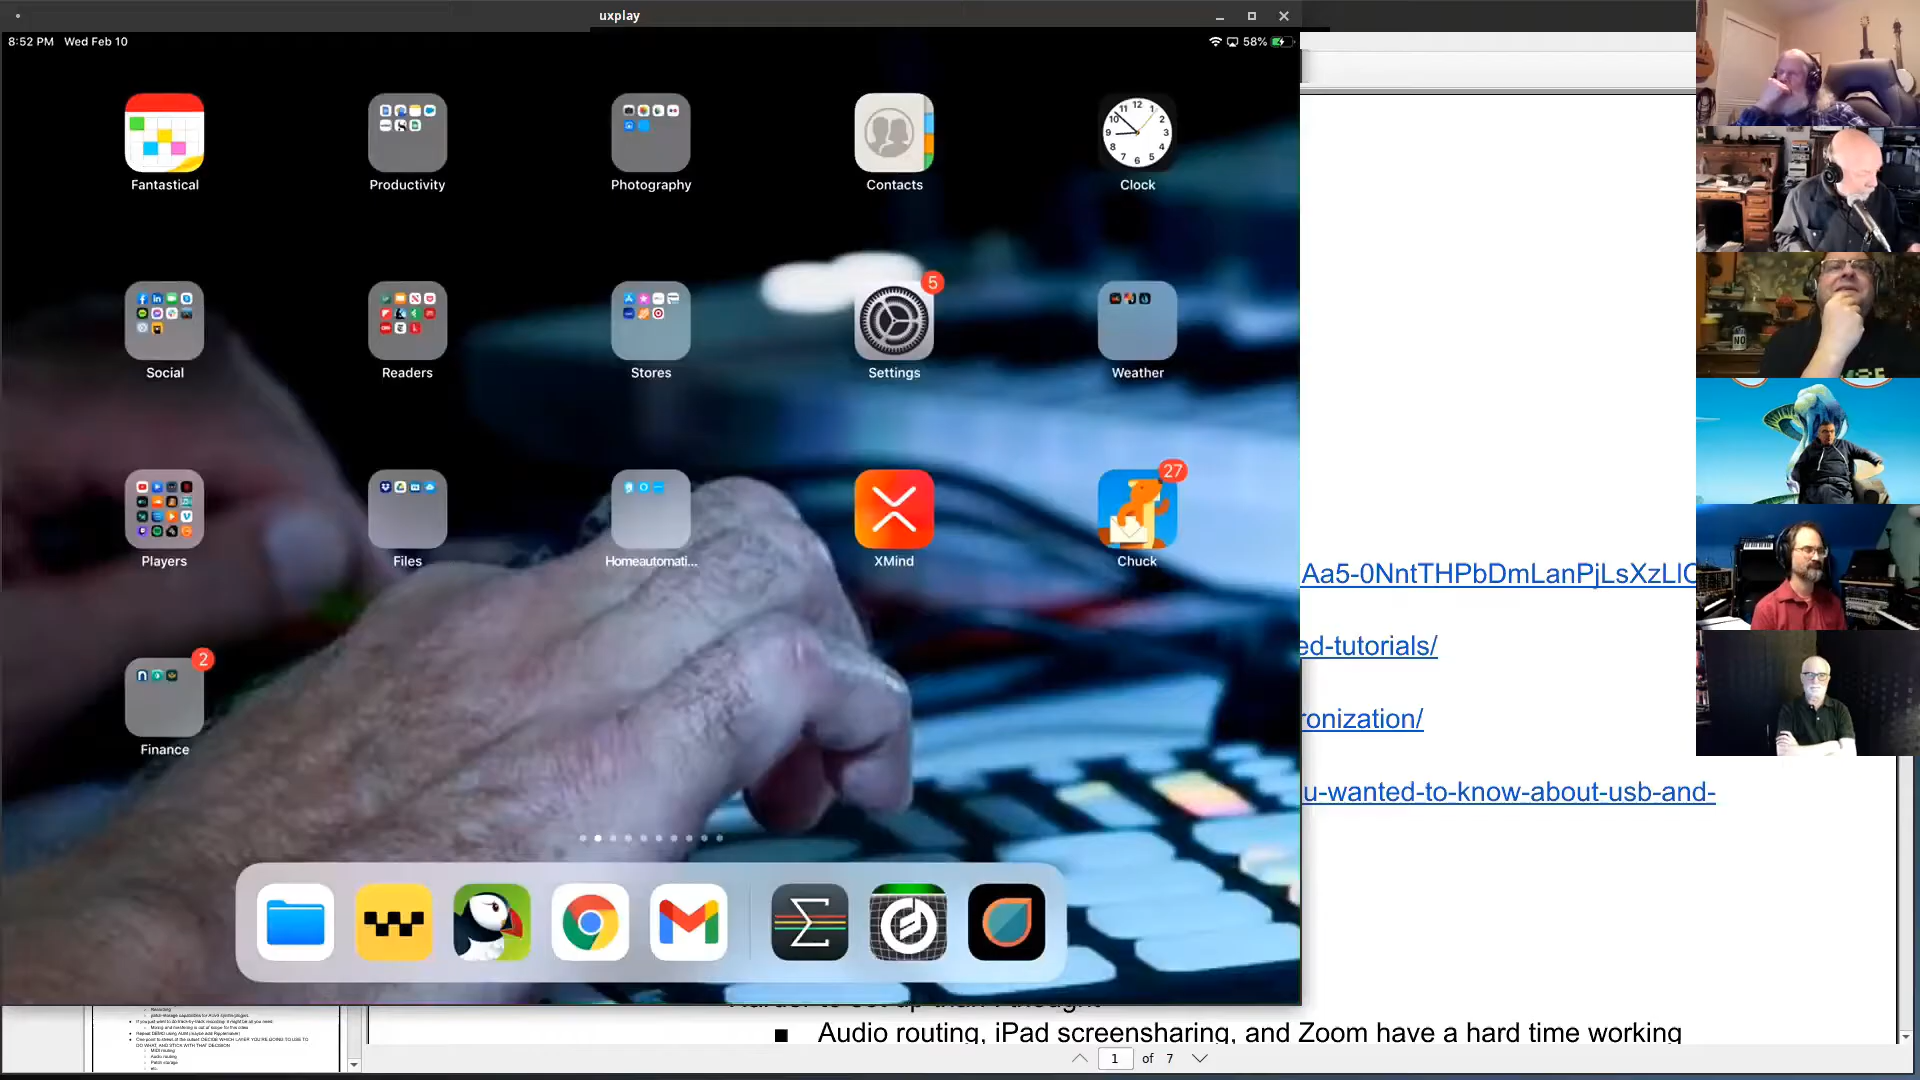 uxplay
8:52 PM Wed Feb 10
58%
Fantastical
Productivity
Photography
Contacts
Clock
Social
Readers
Stores
5
Settings
Weather
Players
Files
Homeautomati...
XMind
27
Chuck
2
Finance
Aa5-0NntTHPbDmLanPjLsXzLlC
ed-tutorials/
ronization/
u-wanted-to-know-about-usb-and-
■ Audio routing, iPad screensharing, and Zoom have a hard time working
1 of 7